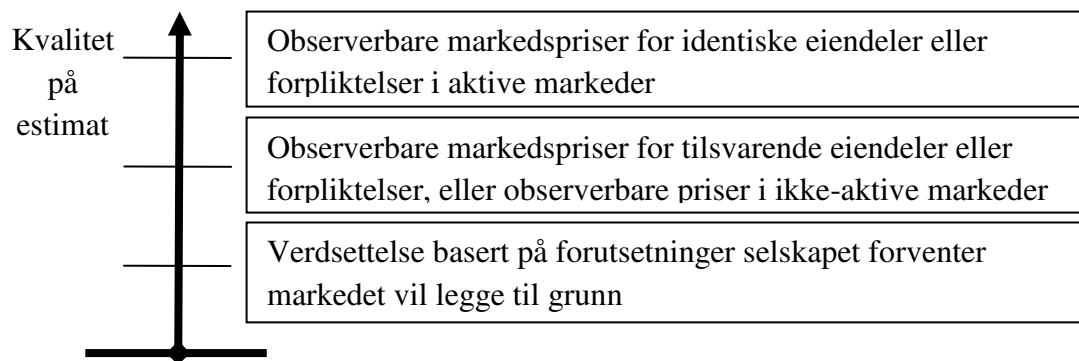 Kvalitet
på
estimat
Observerbare markedspriser for identiske eiendeler eller
forpliktelser i aktive markeder
Observerbare markedspriser for tilsvarende eiendeler eller
forpliktelser, eller observerbare priser i ikke-aktive markeder
Verdsettelse basert på forutsetninger selskapet forventer
markedet vil legge til grunn